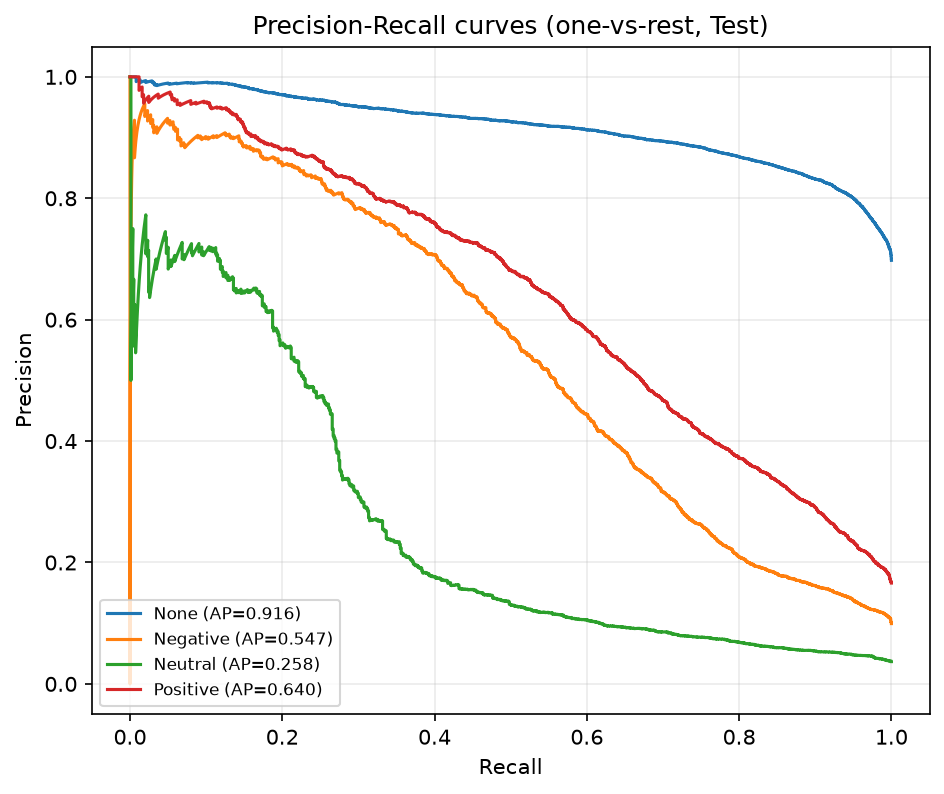 Precision-Recall curves (one-vs-rest, Test)
1.0
0.8
0.6
0.4
0.2
0.0
Precision
None (AP=0.916)
Negative (AP=0.547)
Neutral (AP=0.258)
Positive (AP=0.640)
0.0 0.2 0.4 0.6 0.8 1.0
Recall